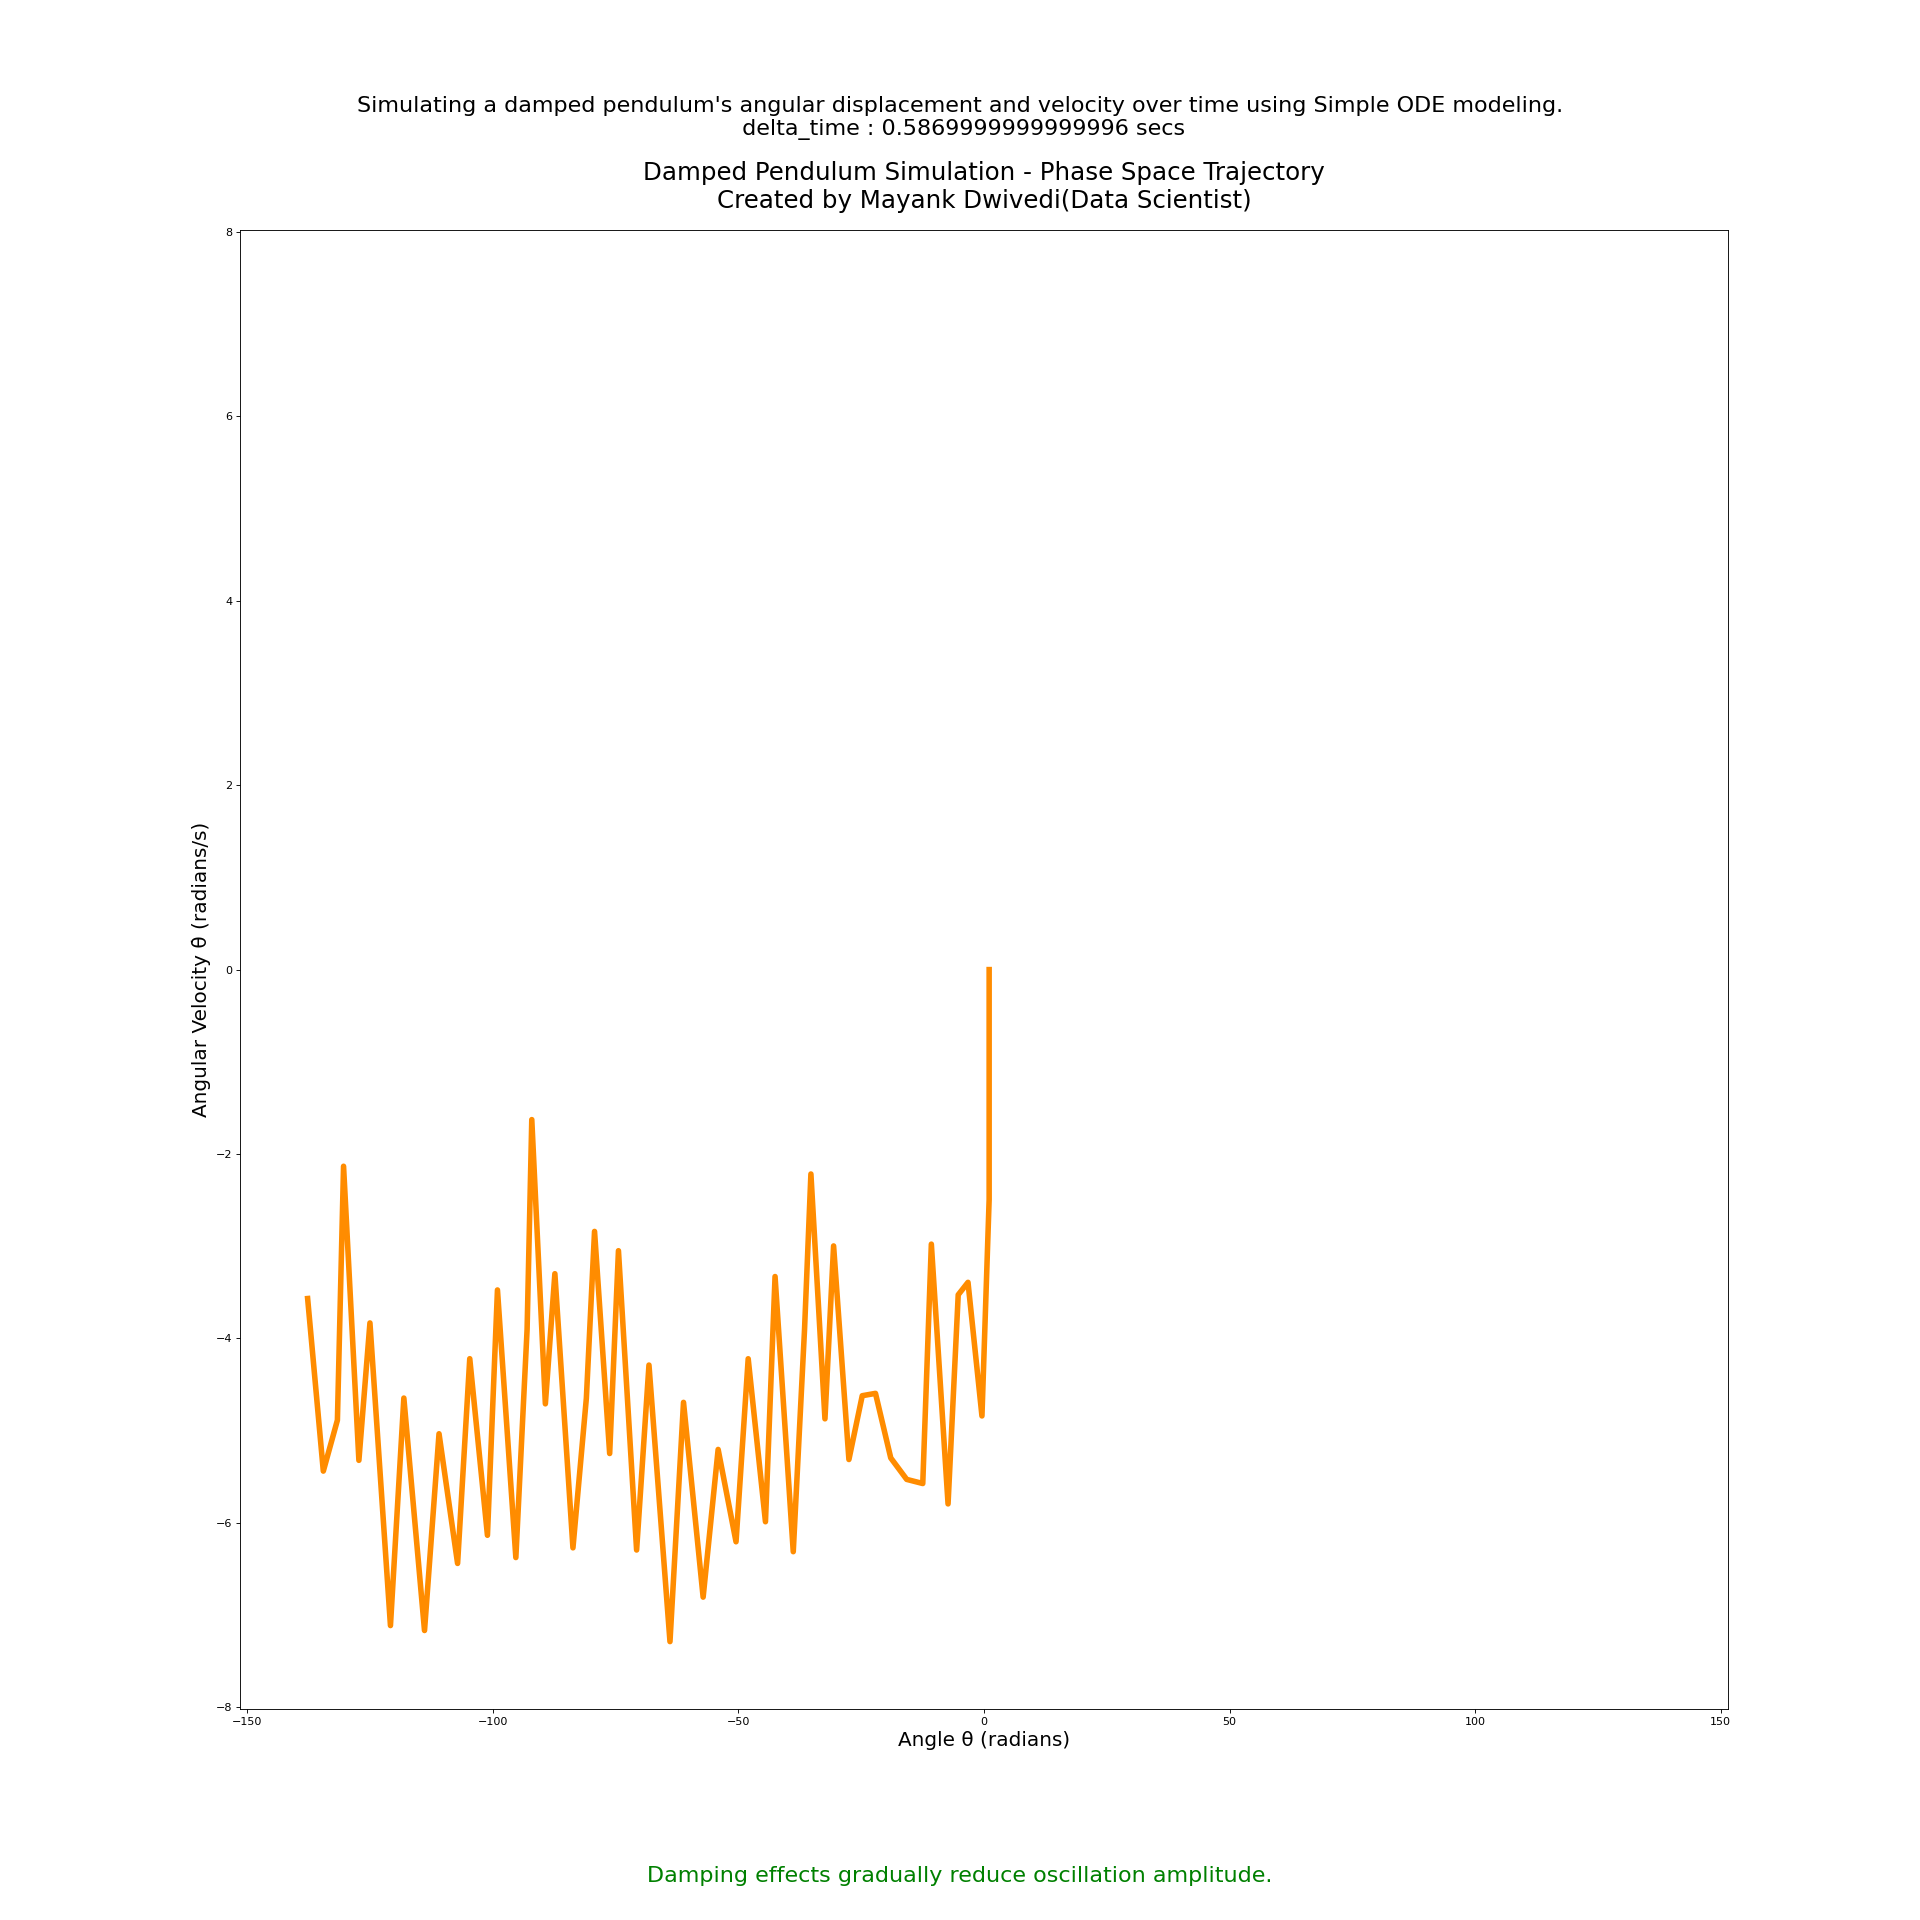 Simulating a damped pendulum's angular displacement and velocity over time using Simple ODE modeling.
delta_time : 0.5869999999999996 secs
Damped Pendulum Simulation - Phase Space Trajectory
Created by Mayank Dwivedi(Data Scientist)
8
6
4
2
0
−2
−4
−6
−8
Angular Velocity θ̇ (radians/s)
−150
−100
−50
0
50
100
150
Angle θ (radians)
Damping effects gradually reduce oscillation amplitude.